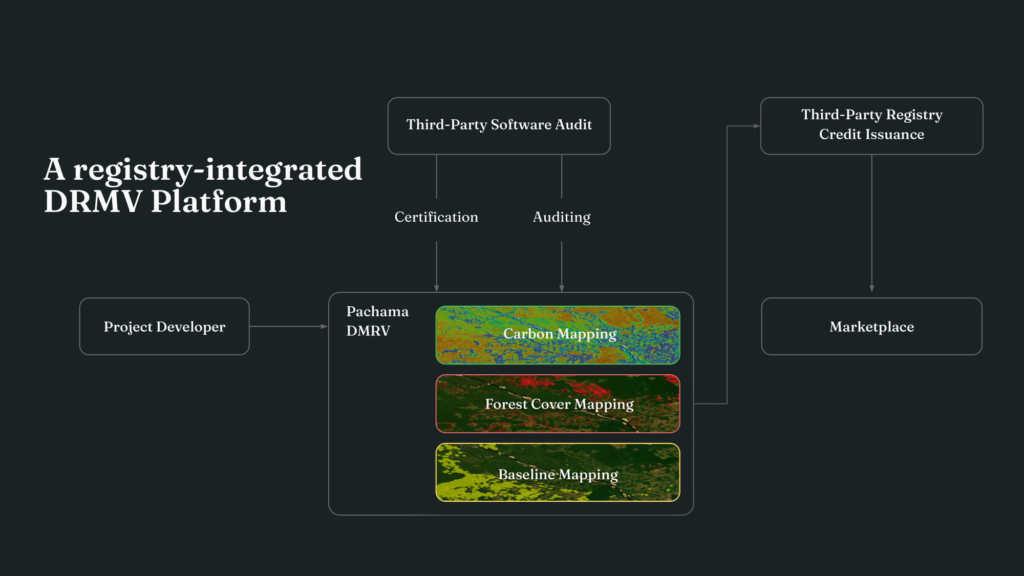 A registry-integrated
DRMV Platform
Third-Party Software Audit
Certification
Auditing
Project Developer
Pachama
DMRV
Carbon Mapping
Forest Cover Mapping
Baseline Mapping
Third-Party Registry
Credit Issuance
Marketplace